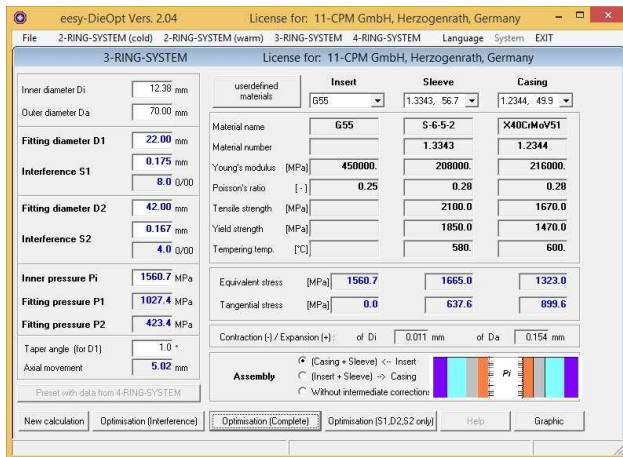 eesy-DieOpt Vers. 2.04 License for: 11-CPM GmbH, Herzogenrath, Germany
File 2-RING-SYSTEM (cold) 2-RING-SYSTEM (warm) 3-RING-SYSTEM 4-RING-SYSTEM Language System EXIT
3-RING-SYSTEM License for: 11-CPM GmbH, Herzogenrath, Germany
Inner diameter Di 12.38 mm
Outer diameter Da 70.00 mm
Fitting diameter D1 22.00 mm
Interference S1 0.175 mm
8.0 0/00
Fitting diameter D2 42.00 mm
Interference S2 0.167 mm
4.0 0/00
Inner pressure Pi 1560.7 MPa
Fitting pressure P1 1027.4 MPa
Fitting pressure P2 423.4 MPa
Taper angle (for D1) 1.0 °
Axial movement 5.02 mm
Preset with data from 4-RING-SYSTEM
userdefined materials
Insert Sleeve Casing
G55 1.3343, 56.7 1.2344, 49.9
Material name G55 S-6-5-2 X40CrMoV51
Material number 1.3343 1.2344
Young's modulus [MPa] 450000. 208000. 216000.
Poisson's ratio [-] 0.25 0.28 0.28
Tensile strength [MPa] 2100.0 1670.0
Yield strength [MPa] 1850.0 1470.0
Tempering temp. [°C] 580. 600.
Equivalent stress [MPa] 1560.7 1665.0 1323.0
Tangential stress [MPa] 0.0 637.6 899.6
Contraction (-) / Expansion (+) : of Di 0.011 mm of Da 0.154 mm
Assembly
(Casing + Sleeve) <-- Insert
(Insert + Sleeve) --> Casing
Without intermediate corrections
Pi
New calculation Optimisation (Interference) Optimisation (Complete) Optimisation (S1,D2,S2 only) Help Graphic